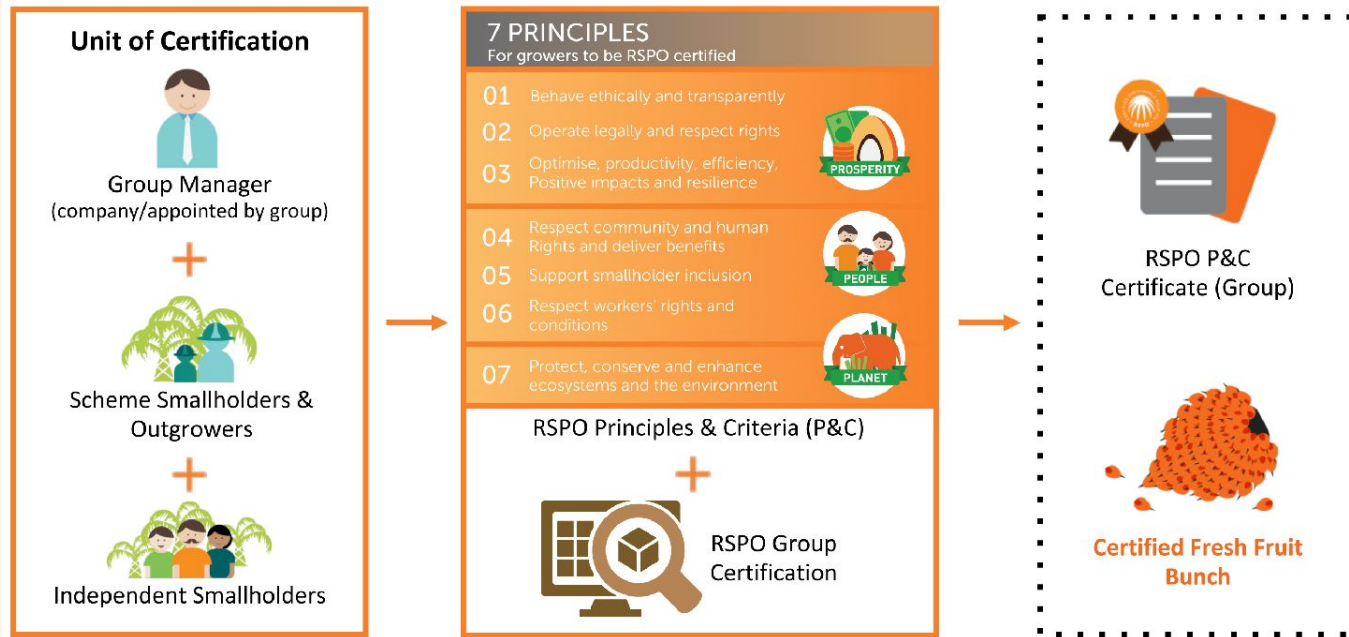 Unit of Certification
Group Manager
(company/appointed by group)
Scheme Smallholders &
Outgrowers
Independent Smallholders
7 PRINCIPLES
For growers to be RSPO certified
01 Behave ethically and transparently
02 Operate legally and respect rights
03 Optimise, productivity, efficiency,
Positive impacts and resilience
PROSPERITY
04 Respect community and human
Rights and deliver benefits
05 Support smallholder inclusion
06 Respect workers' rights and
conditions
PEOPLE
07 Protect, conserve and enhance
ecosystems and the environment
PLANET
RSPO Principles & Criteria (P&C)
RSPO Group
Certification
RSPO
RSPO P&C
Certificate (Group)
Certified Fresh Fruit
Bunch